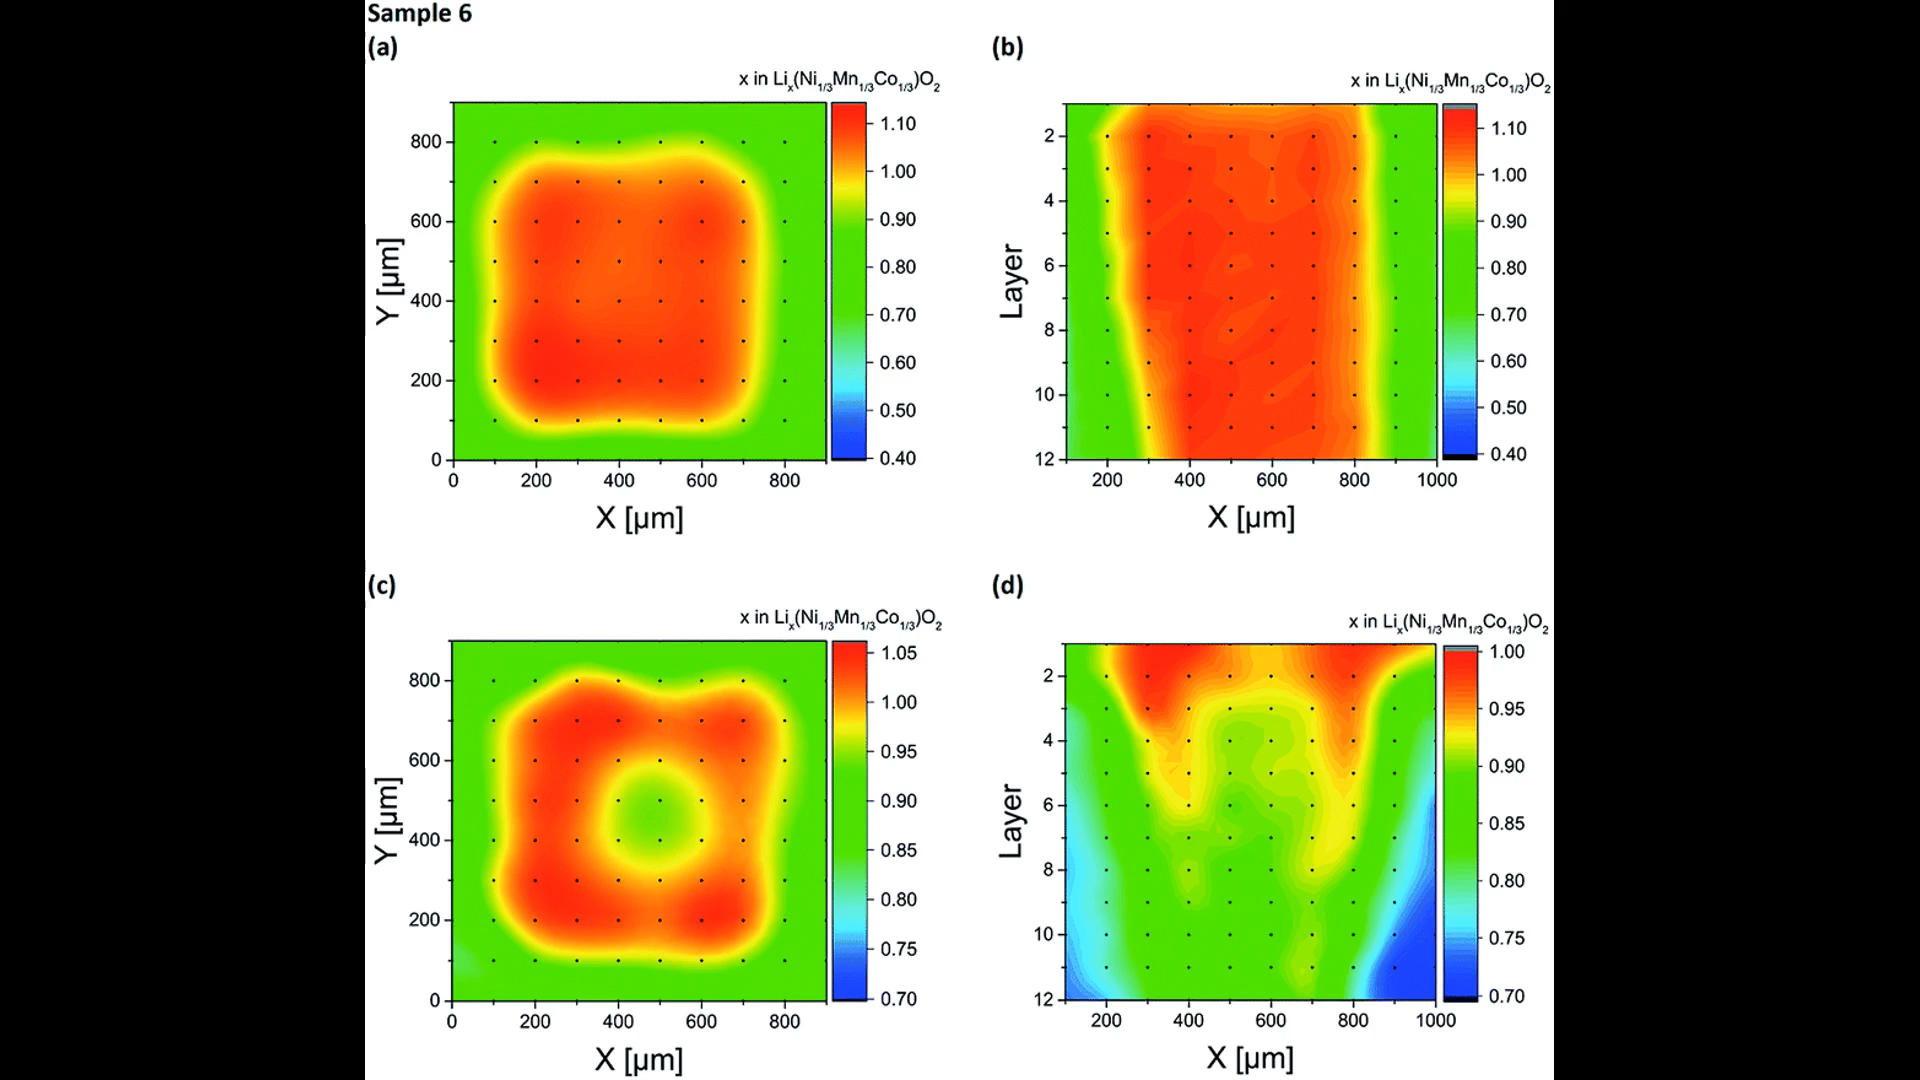 Sample 6
(a)
x in Liₓ(Ni₁/₃Mn₁/₃Co₁/₃)O₂
800
600
400
200
0
Y [µm]
0 200 400 600 800
X [µm]
1.10
1.00
0.90
0.80
0.70
0.60
0.50
0.40
(b)
x in Liₓ(Ni₁/₃Mn₁/₃Co₁/₃)O₂
2
4
6
8
10
12
Layer
200 400 600 800 1000
X [µm]
1.10
1.00
0.90
0.80
0.70
0.60
0.50
0.40
(c)
x in Liₓ(Ni₁/₃Mn₁/₃Co₁/₃)O₂
800
600
400
200
0
Y [µm]
0 200 400 600 800
X [µm]
1.05
1.00
0.95
0.90
0.85
0.80
0.75
0.70
(d)
x in Liₓ(Ni₁/₃Mn₁/₃Co₁/₃)O₂
2
4
6
8
10
12
Layer
200 400 600 800 1000
X [µm]
1.00
0.95
0.90
0.85
0.80
0.75
0.70